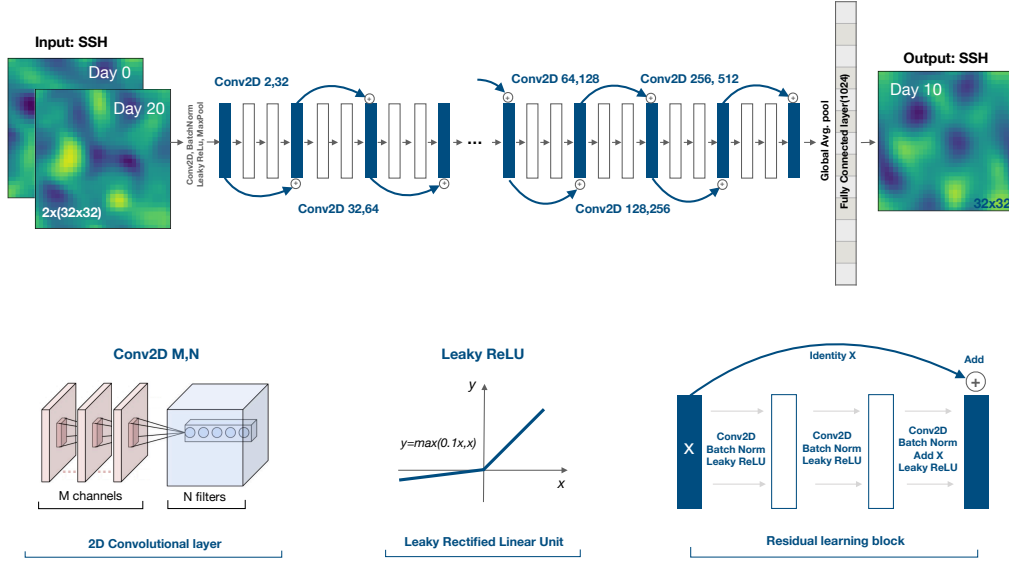 Input: SSH
Day 0
Day 20
2x(32x32)
Conv2D, BatchNorm
Leaky ReLu, MaxPool
Conv2D 2,32
Conv2D 32,64
...
Conv2D 64,128
Conv2D 128,256
Conv2D 256, 512
+
+
+
+
+
+
+
+
Global Avg. pool
Fully Connected layer(1024)
Output: SSH
Day 10
32x32
Conv2D M,N
M channels
N filters
2D Convolutional layer
Leaky ReLU
y
y=max(0.1x,x)
x
Leaky Rectified Linear Unit
Identity X
Add
+
X
Conv2D
Batch Norm
Leaky ReLU
Conv2D
Batch Norm
Leaky ReLU
Conv2D
Batch Norm
Add X
Leaky ReLU
Residual learning block